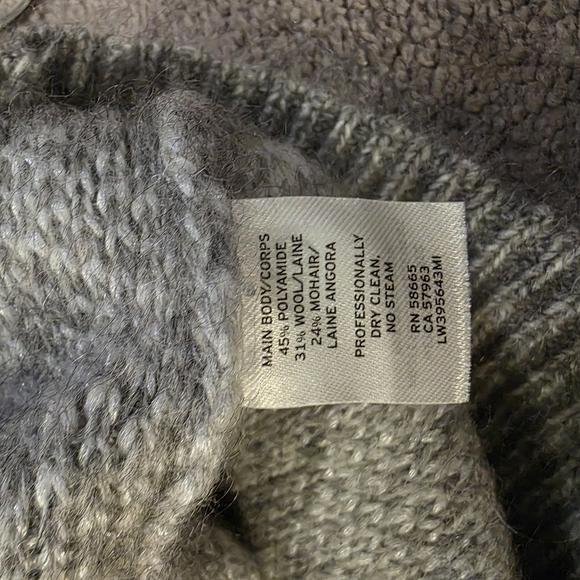 MAIN BODY/CORPS
45% POLYAMIDE
31% WOOL/LAINE
24% MOHAIR/
LAINE ANGORA
PROFESSIONALLY
DRY CLEAN,
NO STEAM
RN 58665
CA 57963
LW395643MI